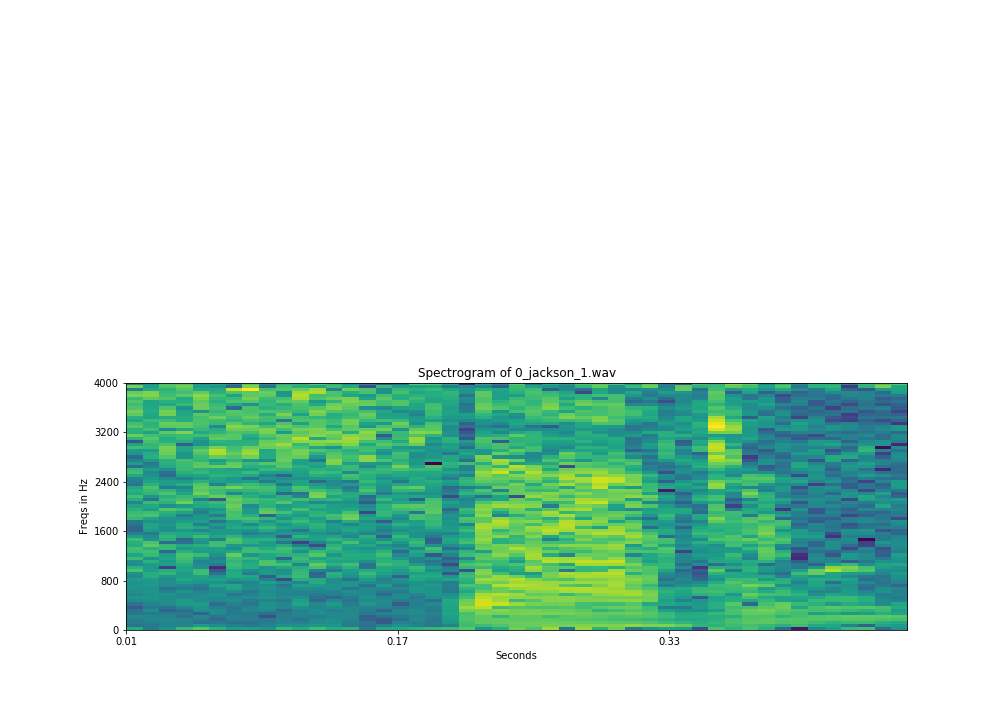 Spectrogram of 0_jackson_1.wav
4000
3200
2400
1600
800
0
Freqs in Hz
0.01 0.17 0.33
Seconds